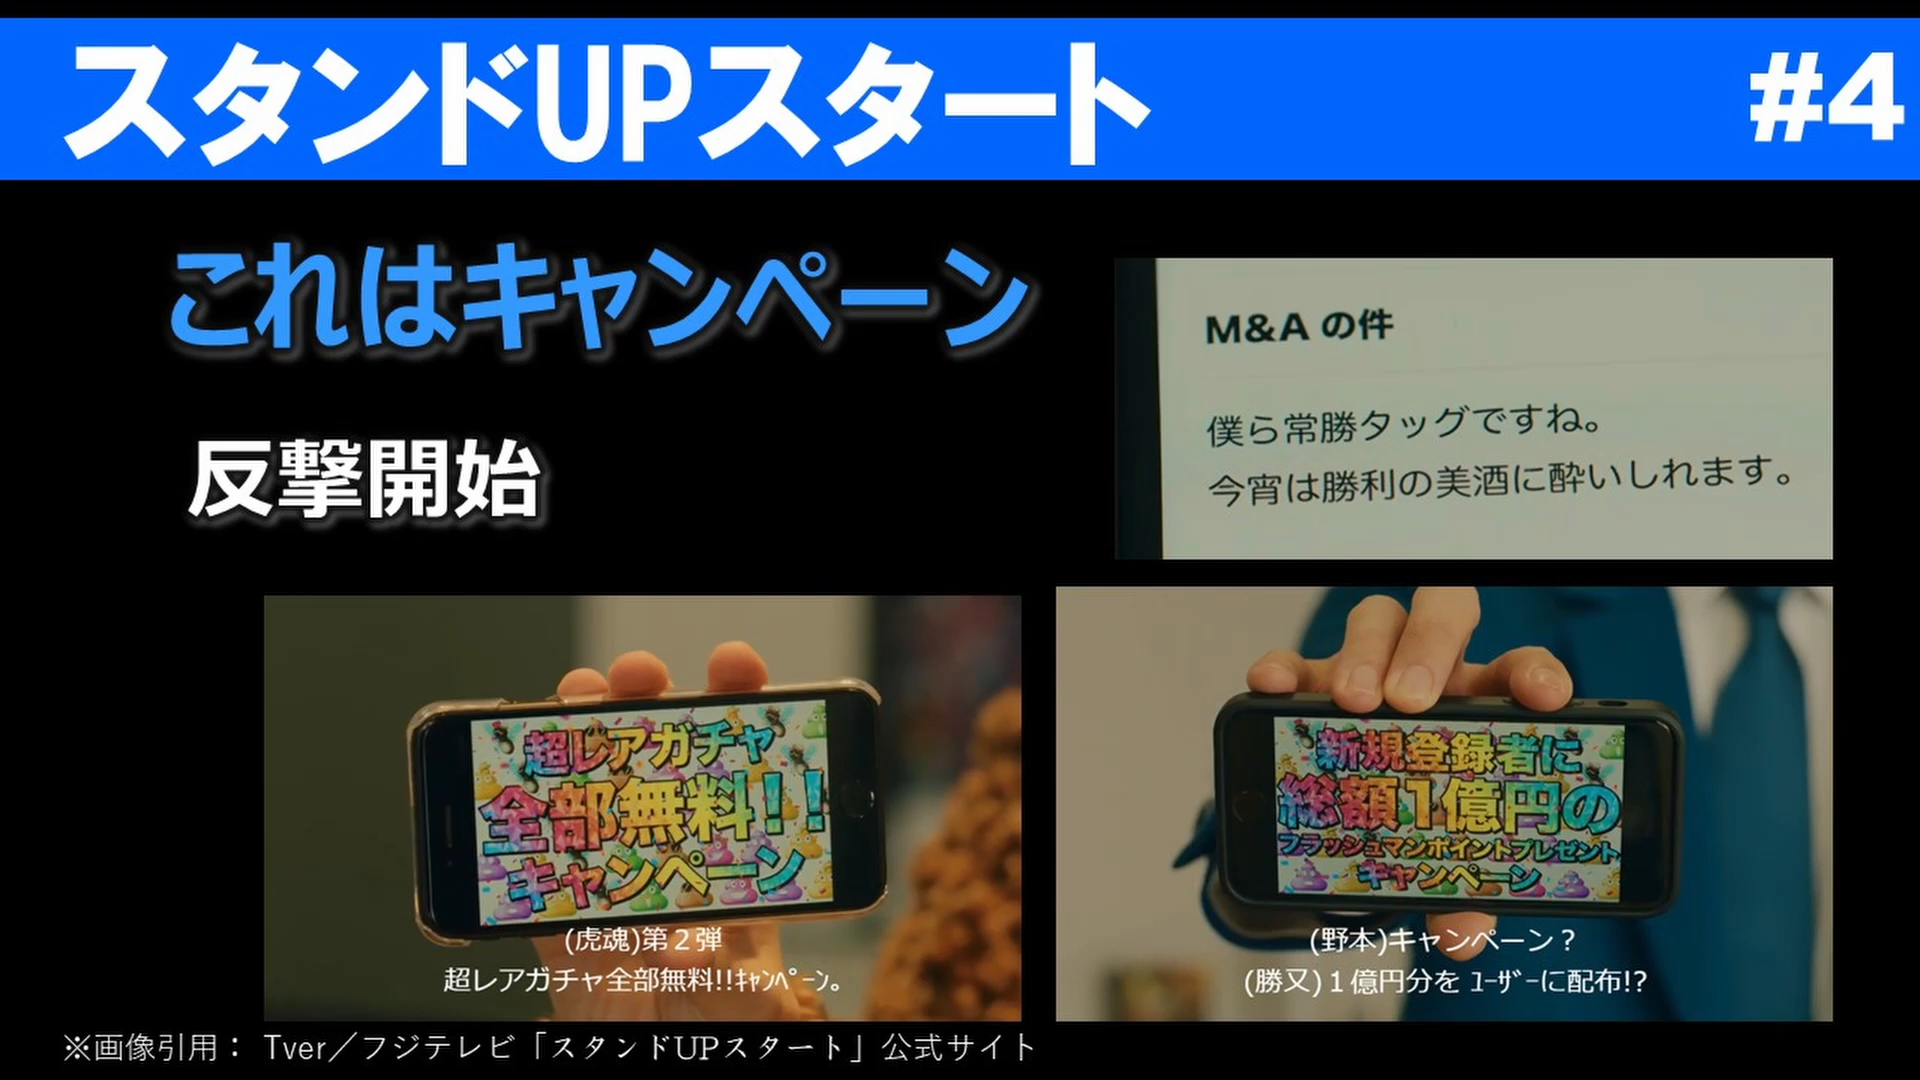 スタンドUPスタート
#4
これはキャンペーン
反撃開始
M&A の件
僕ら常勝タッグですね。
今宵は勝利の美酒に酔いしれます。
超レアガチャ
全部無料!!
キャンペーン
(虎魂)第２弾
超レアガチャ全部無料!!ｷｬﾝﾍﾟｰﾝ。
新規登録者に
総額1億円の
フラッシュマンポイントプレゼント
キャンペーン
(野本)キャンペーン？
(勝又)１億円分を ﾕｰｻﾞｰに配布!?
※画像引用： Tver／フジテレビ「スタンドUPスタート」公式サイト